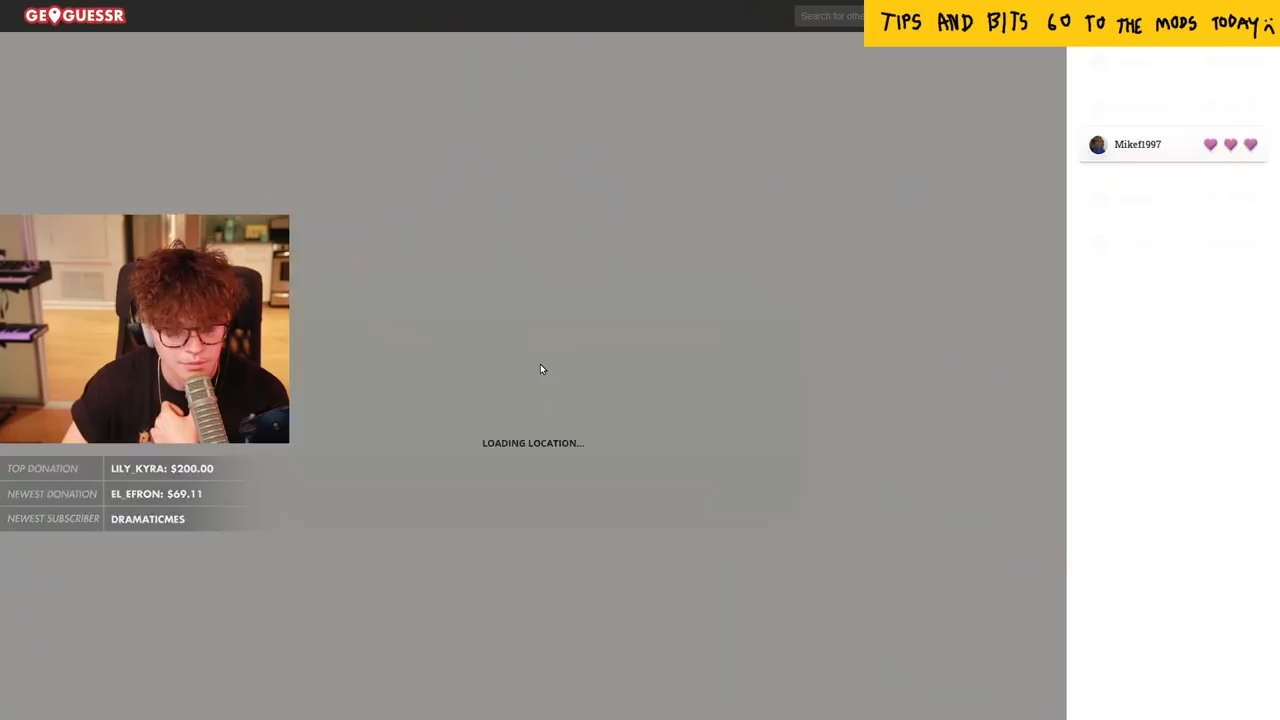 GEOGUESSR
Search for othe
TIPS AND BITS GO TO THE MODS TODAY
Mikef1997
LOADING LOCATION...
TOP DONATION LILY_KYRA: $200.00
NEWEST DONATION EL_EFRON: $69.11
NEWEST SUBSCRIBER DRAMATICMES